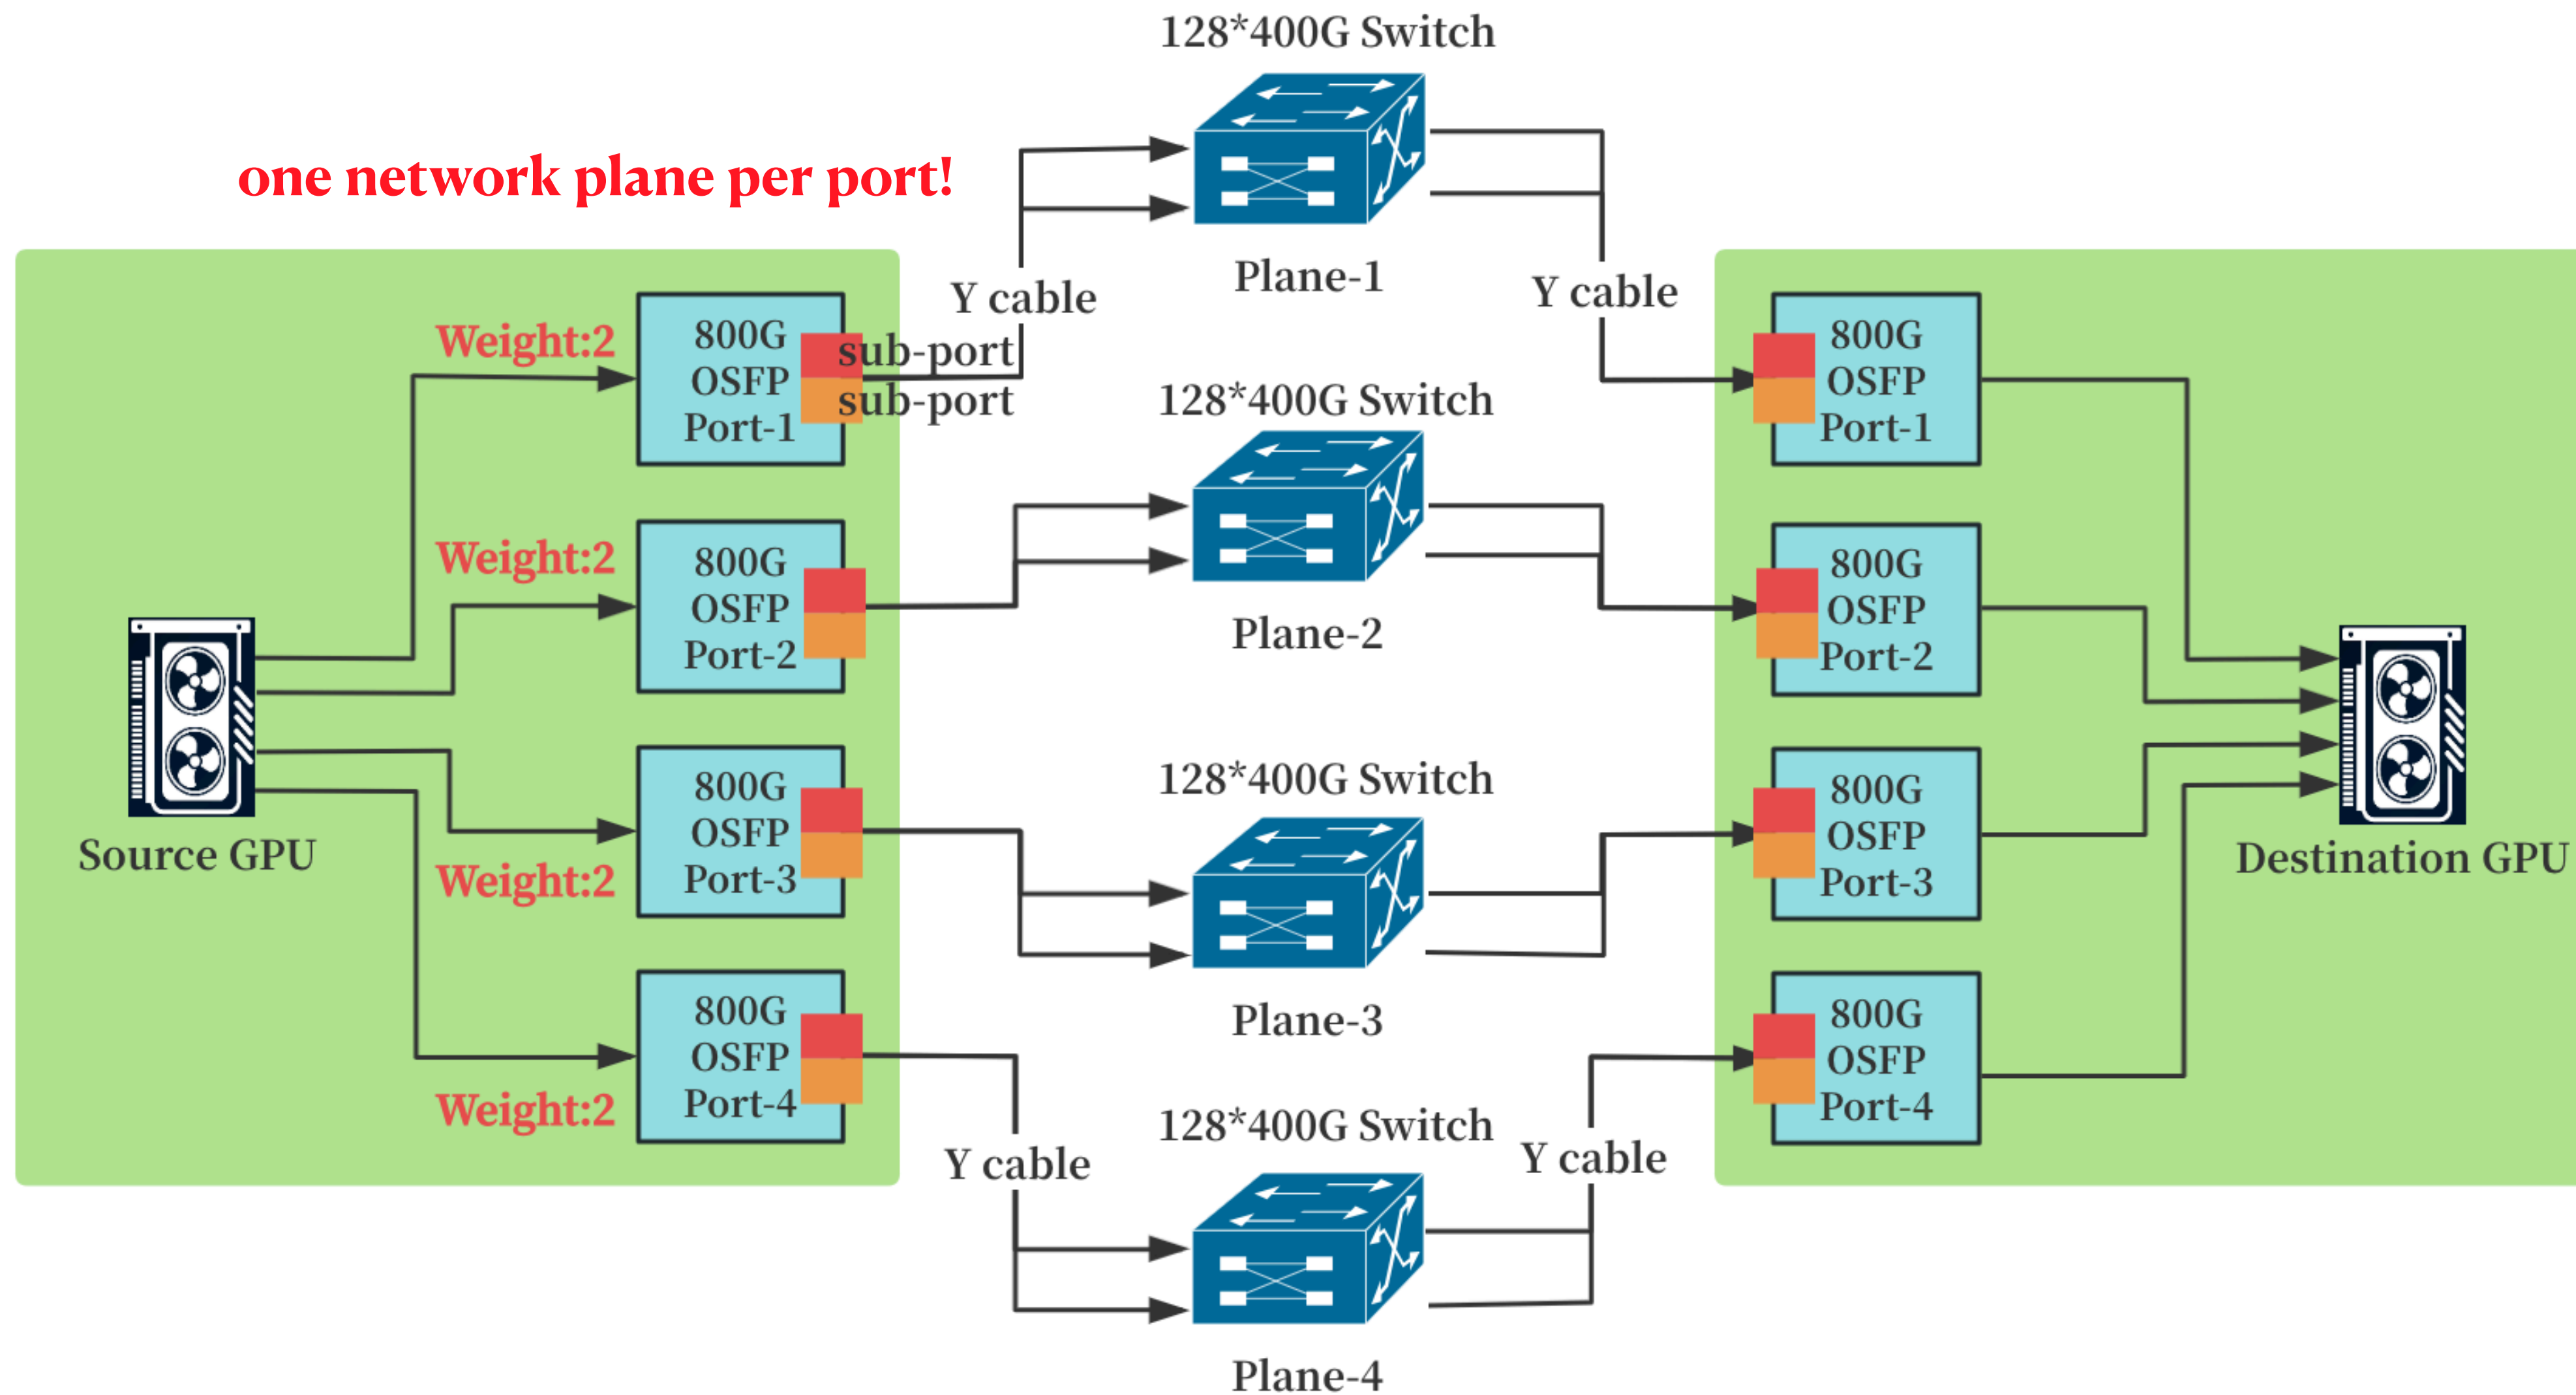 128*400G Switch
one network plane per port!
Plane-1
Y cable
Y cable
Weight:2
800G
OSFP
Port-1
sub-port
sub-port
800G
OSFP
Port-1
128*400G Switch
Weight:2
800G
OSFP
Port-2
Plane-2
800G
OSFP
Port-2
Source GPU
Destination GPU
128*400G Switch
Weight:2
800G
OSFP
Port-3
Plane-3
800G
OSFP
Port-3
Weight:2
800G
OSFP
Port-4
128*400G Switch
Y cable
Y cable
800G
OSFP
Port-4
Plane-4